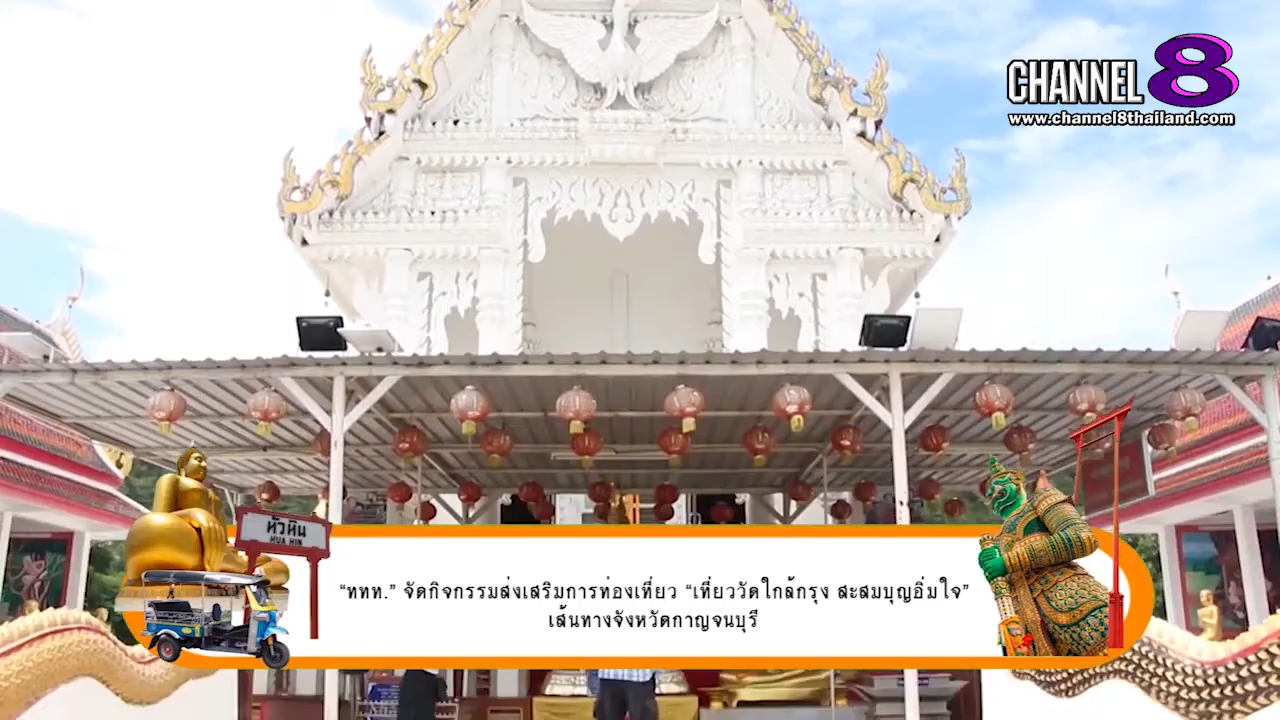 CHANNEL 8
www.channel8thailand.com
หัวหิน
HUA HIN
“ททท.” จัดกิจกรรมส่งเสริมการท่องเที่ยว “เที่ยววัดใกล้กรุง สะสมบุญอิ่มใจ”
เส้นทางจังหวัดกาญจนบุรี